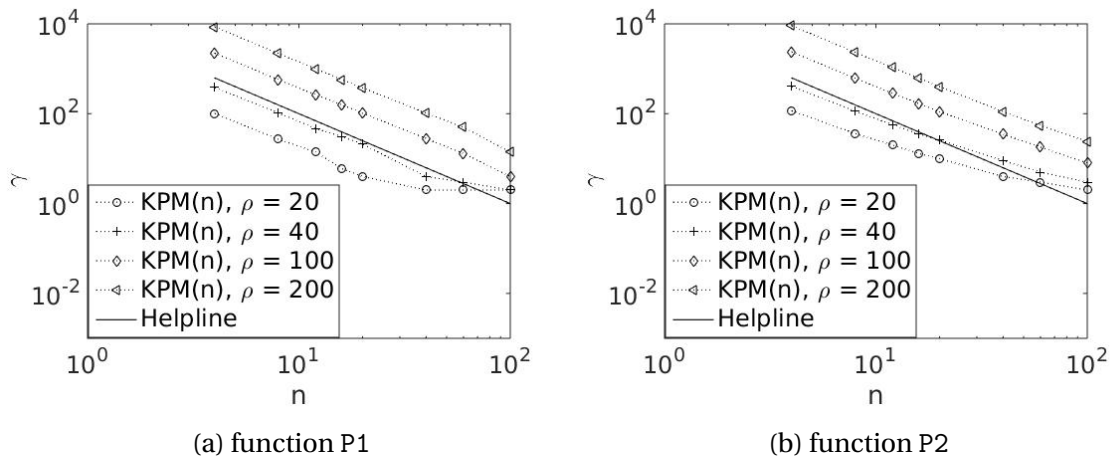 10^4
10^2
10^0
10^-2
γ
KPM(n), ρ = 20
KPM(n), ρ = 40
KPM(n), ρ = 100
KPM(n), ρ = 200
Helpline
10^0
10^1
10^2
n
(a) function P1
10^4
10^2
10^0
10^-2
γ
KPM(n), ρ = 20
KPM(n), ρ = 40
KPM(n), ρ = 100
KPM(n), ρ = 200
Helpline
10^0
10^1
10^2
n
(b) function P2